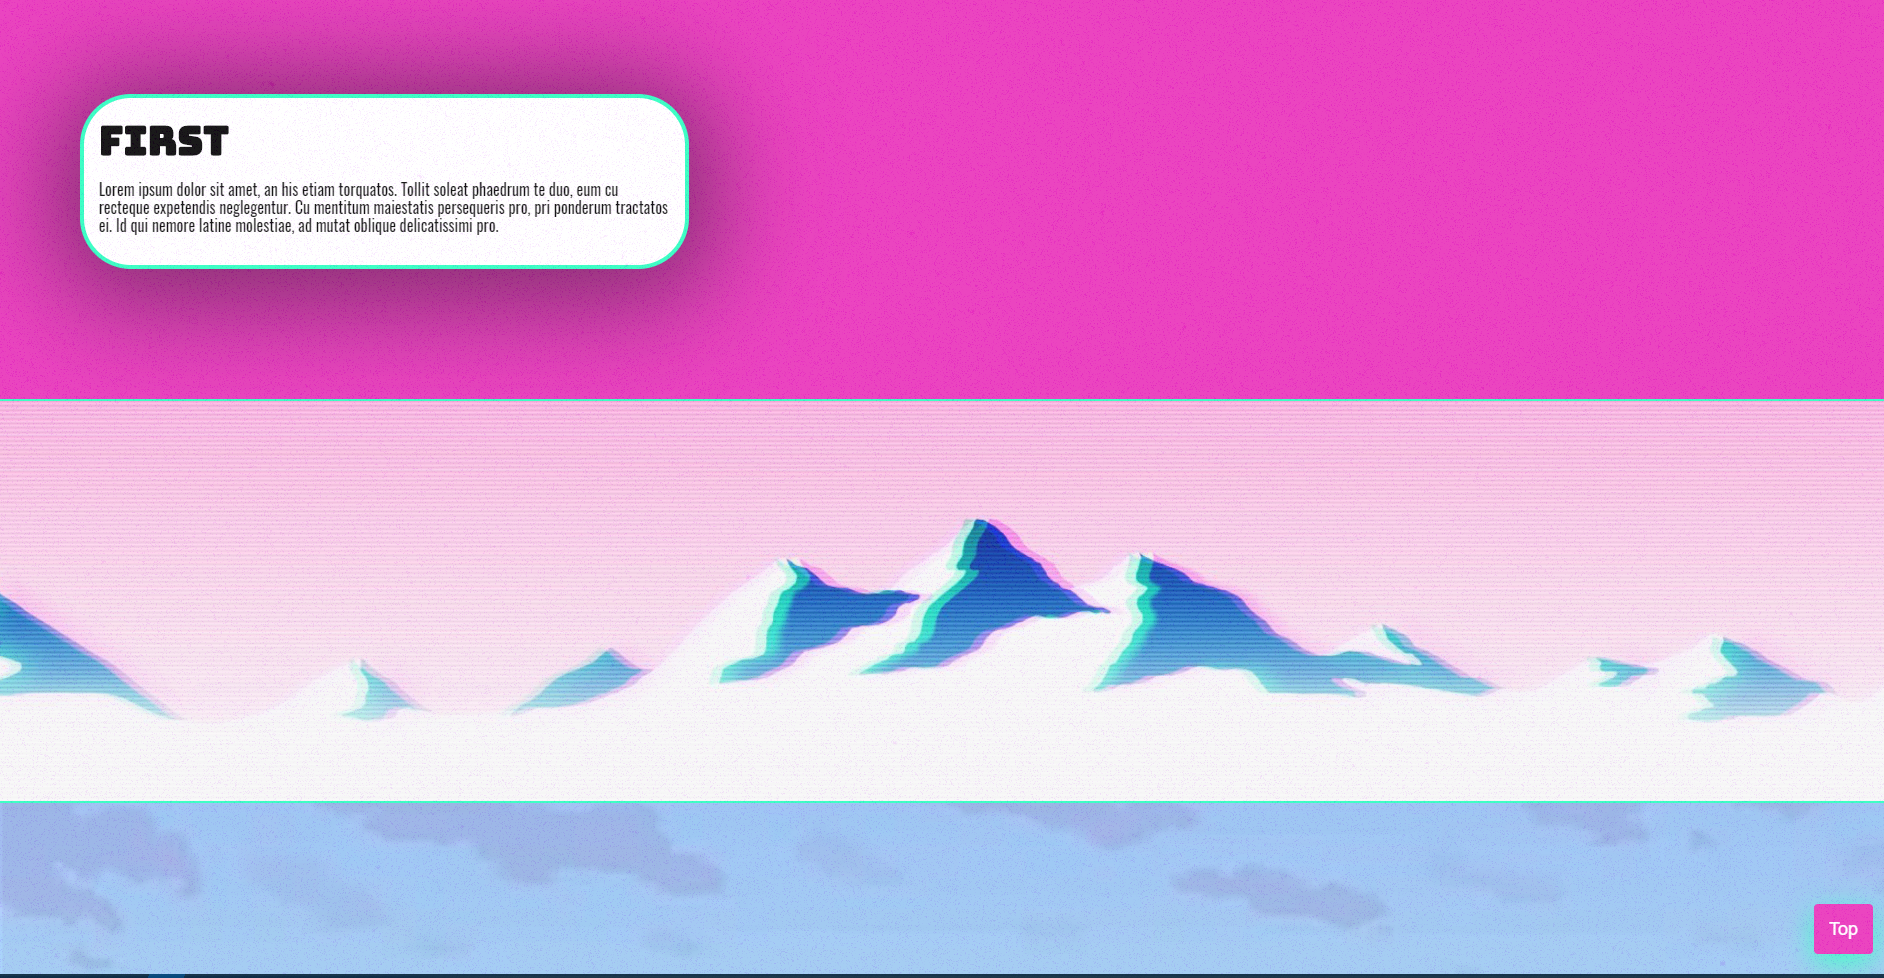 FIRST
Lorem ipsum dolor sit amet, an his etiam torquatos. Tollit soleat phaedrum te duo, eum cu
recteque expetendis neglegentur. Cu mentitum maiestatis persequeris pro, pri ponderum tractatos
ei. Id qui nemore latine molestiae, ad mutat oblique delicatissimi pro.
Top